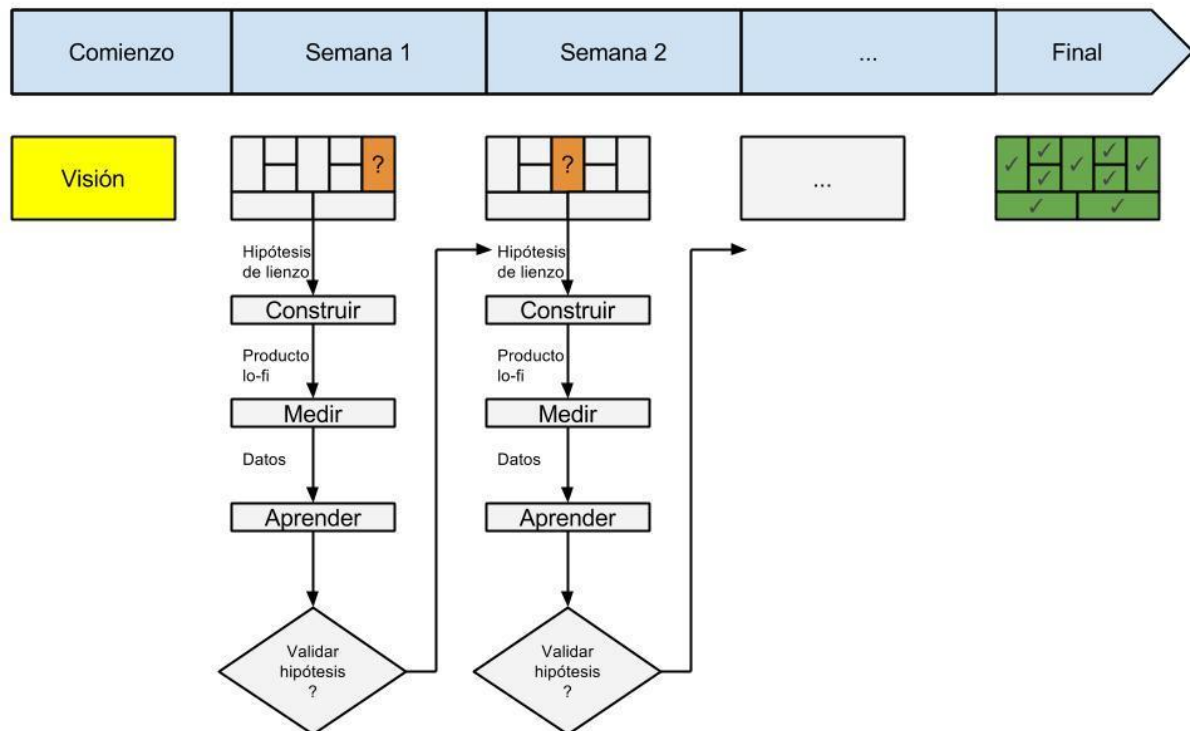 Comienzo
Semana 1
Semana 2
...
Final
Visión
?
?
...
✓ ✓ ✓ ✓ ✓
✓ ✓
✓ ✓
Hipótesis
de lienzo
Hipótesis
de lienzo
Construir
Construir
Producto
lo-fi
Producto
lo-fi
Medir
Medir
Datos
Datos
Aprender
Aprender
Validar
hipótesis
?
Validar
hipótesis
?